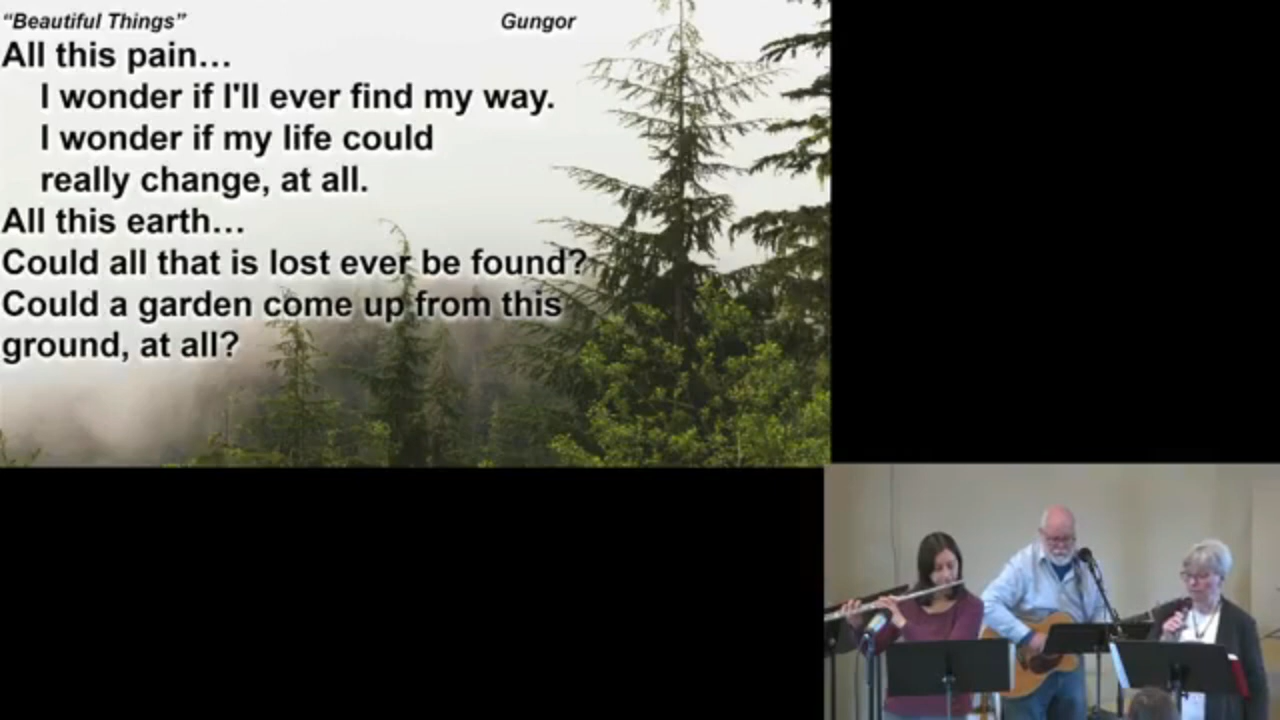 “Beautiful Things” Gungor
All this pain...
I wonder if I'll ever find my way.
I wonder if my life could
really change, at all.
All this earth...
Could all that is lost ever be found?
Could a garden come up from this
ground, at all?